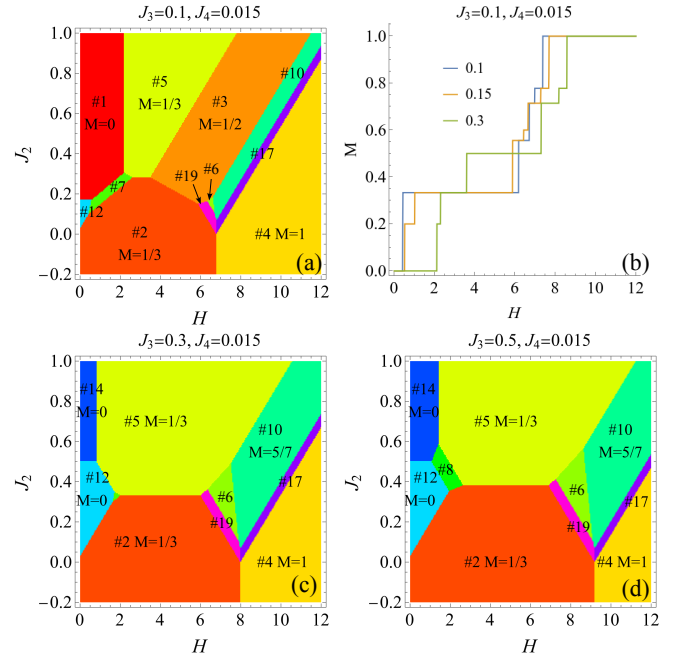 J₃=0.1, J₄=0.015
1.0
0.8
0.6
0.4
0.2
0.0
−0.2
J₂
#1
M=0
#5
M=1/3
#3
M=1/2
#10
#17
#6
#19
#7
#12
#2
M=1/3
#4 M=1
(a)
0 2 4 6 8 10 12
H
J₃=0.1, J₄=0.015
1.0
0.8
0.6
0.4
0.2
0.0
M
0.1
0.15
0.3
(b)
0 2 4 6 8 10 12
H
J₃=0.3, J₄=0.015
1.0
0.8
0.6
0.4
0.2
0.0
−0.2
J₂
#14
M=0
#5 M=1/3
#10
M=5/7
#12
M=0
#6
#17
#19
#2 M=1/3
#4 M=1
(c)
0 2 4 6 8 10 12
H
J₃=0.5, J₄=0.015
1.0
0.8
0.6
0.4
0.2
0.0
−0.2
J₂
#14
M=0
#5 M=1/3
#10
M=5/7
#8
#12
M=0
#6
#17
#19
#2 M=1/3
#4 M=1
(d)
0 2 4 6 8 10 12
H